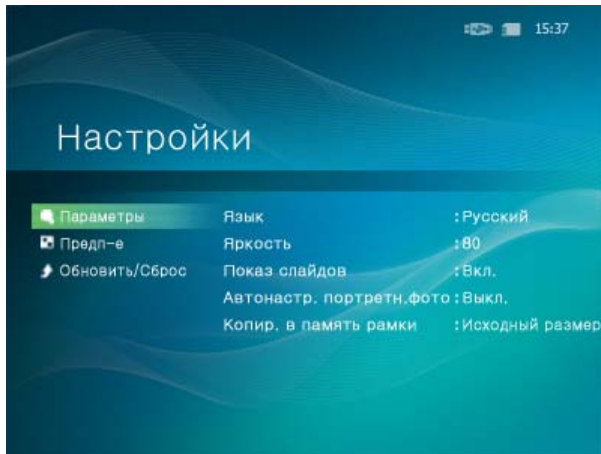 15:37
Настройки
Параметры Язык :Русский
Предп-е Яркость :80
Обновить/Сброс Показ слайдов :Вкл.
Автонастр. портретн.фото :Выкл.
Копир. в память рамки :Исходный размер